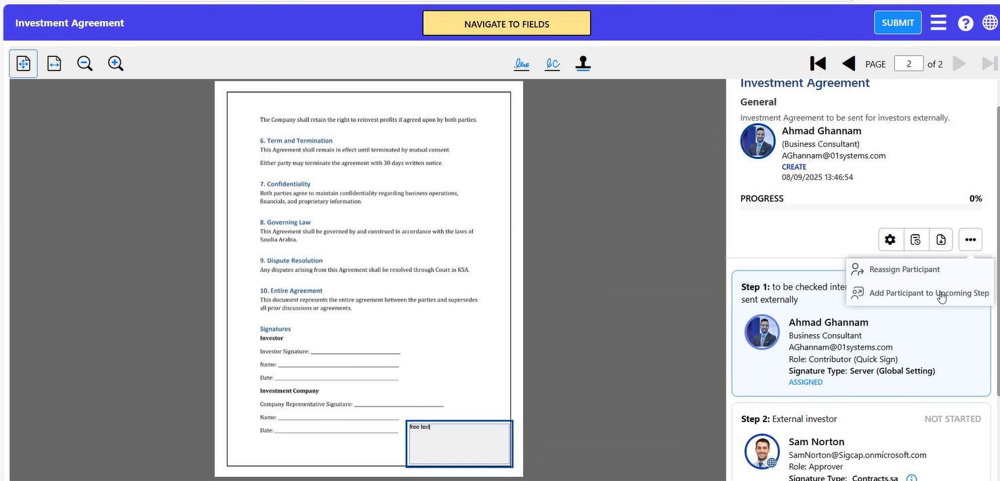 Investment Agreement
NAVIGATE TO FIELDS
SUBMIT
PAGE 2 of 2
The Company shall retain the right to reinvest profits if agreed upon by both parties.
6. Term and Termination
This Agreement shall remain in effect until terminated by mutual consent.
Either party may terminate the agreement with 30 days written notice.
7. Confidentiality
Both parties agree to maintain confidentiality regarding business operations,
financials, and proprietary information.
8. Governing Law
This Agreement shall be governed by and construed in accordance with the laws of
Saudia Arabia.
9. Dispute Resolution
Any disputes arising from this Agreement shall be resolved through Court in KSA.
10. Entire Agreement
This document represents the entire agreement between the parties and supersedes
all prior discussions or agreements.
Signatures
Investor
Investor Signature:
Name:
Date:
Investment Company
Company Representative Signature:
Name:
Date:
free text
Investment Agreement
General
Investment Agreement to be sent for investors externally.
Ahmad Ghannam
(Business Consultant)
AGhannam@01systems.com
CREATE
08/09/2025 13:46:54
PROGRESS 0%
Reassign Participant
Add Participant to Upcoming Step
Step 1: to be checked
sent externally
Ahmad Ghannam
Business Consultant
AGhannam@01systems.com
Role: Contributor (Quick Sign)
Signature Type: Server (Global Setting)
ASSIGNED
Step 2: External investor NOT STARTED
Sam Norton
SamNorton@Sigcap.onmicrosoft.com
Role: Approver
Signature Type: Contracts.sa